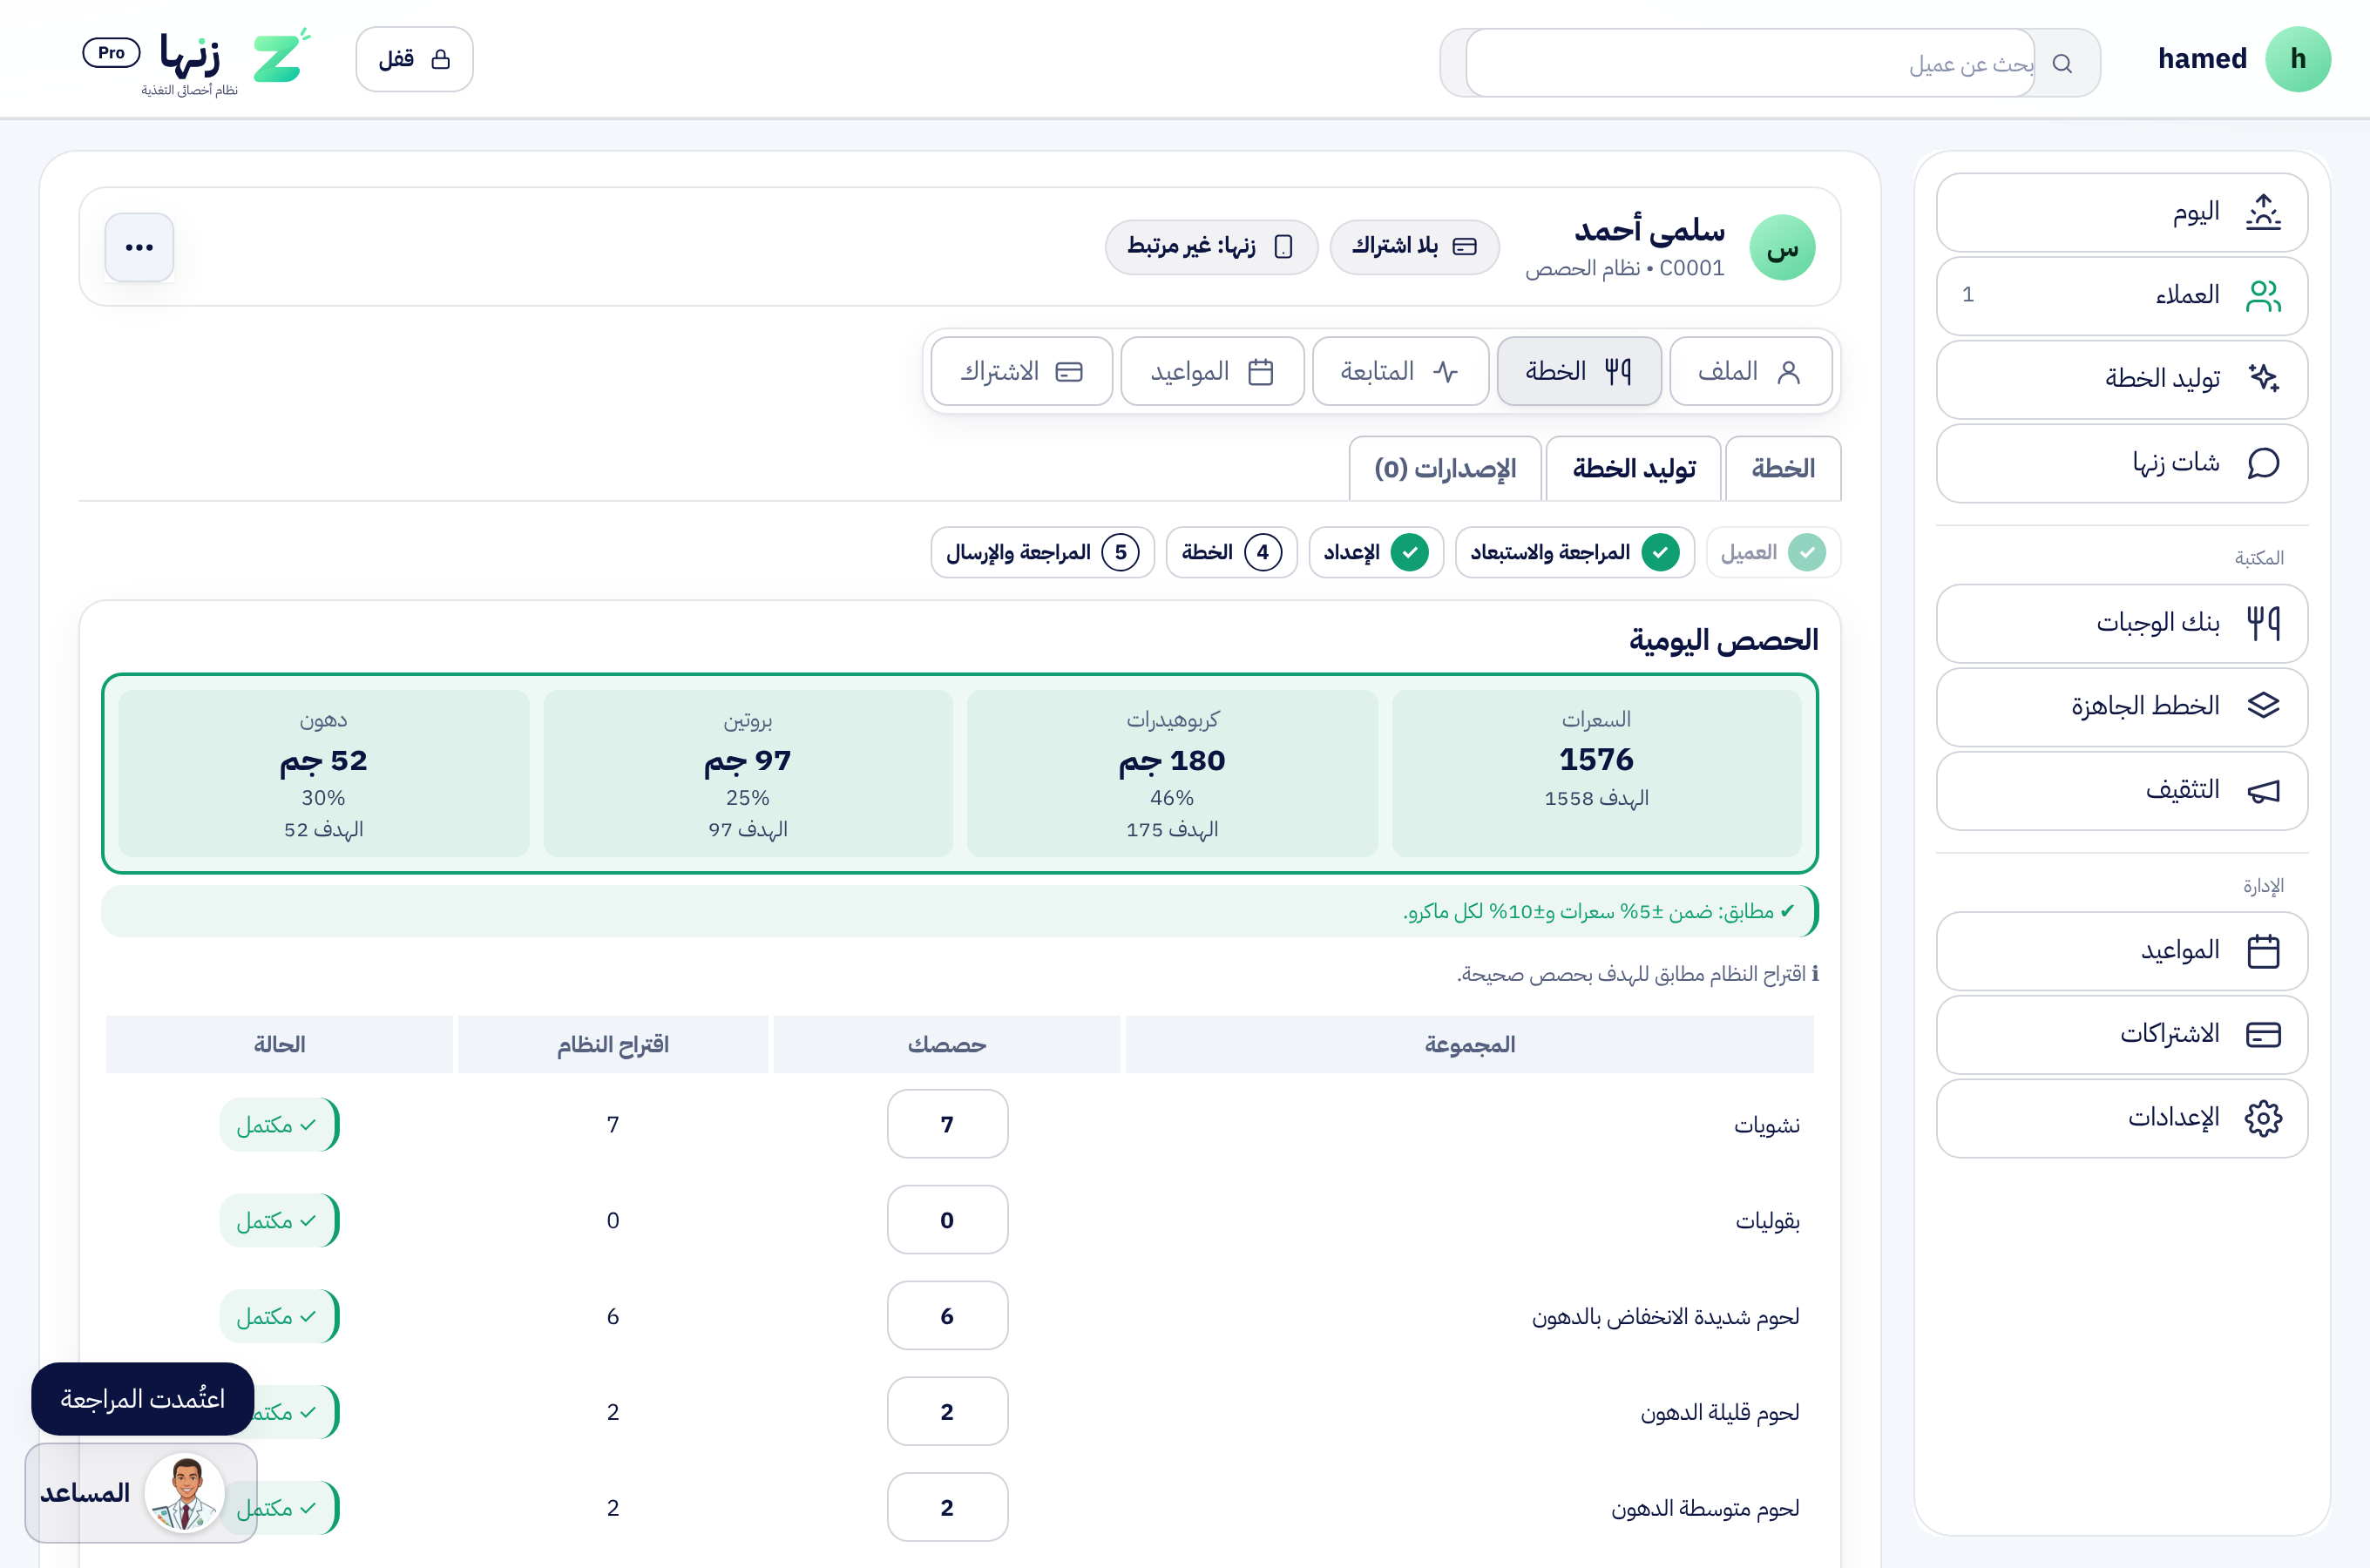 h
hamed
بحث عن عميل
قفل
زنها
Pro
نظام أخصائي التغذية
اليوم
العملاء
1
توليد الخطة
شات زنها
المكتبة
بنك الوجبات
الخطط الجاهزة
التثقيف
الإدارة
المواعيد
الاشتراكات
الإعدادات
س
سلمى أحمد
C0001 • نظام الحصص
بلا اشتراك
زنها: غير مرتبط
الملف
الخطة
المتابعة
المواعيد
الاشتراك
الخطة
توليد الخطة
الإصدارات (0)
العميل
المراجعة والاستبعاد
الإعداد
4 الخطة
5 المراجعة والإرسال
الحصص اليومية
السعرات
1576
الهدف 1558
كربوهيدرات
180 جم
46%
الهدف 175
بروتين
97 جم
25%
الهدف 97
دهون
52 جم
30%
الهدف 52
✔ مطابق: ضمن ±5% سعرات و±10% لكل ماكرو.
ℹ اقتراح النظام مطابق للهدف بحصص صحيحة.
المجموعة حصصك اقتراح النظام الحالة
نشويات 7 7 ✓ مكتمل
بقوليات 0 0 ✓ مكتمل
لحوم شديدة الانخفاض بالدهون 6 6 ✓ مكتمل
لحوم قليلة الدهون 2 2 ✓ مكتمل
لحوم متوسطة الدهون 2 2 ✓ مكتمل
اعتُمدت المراجعة
المساعد